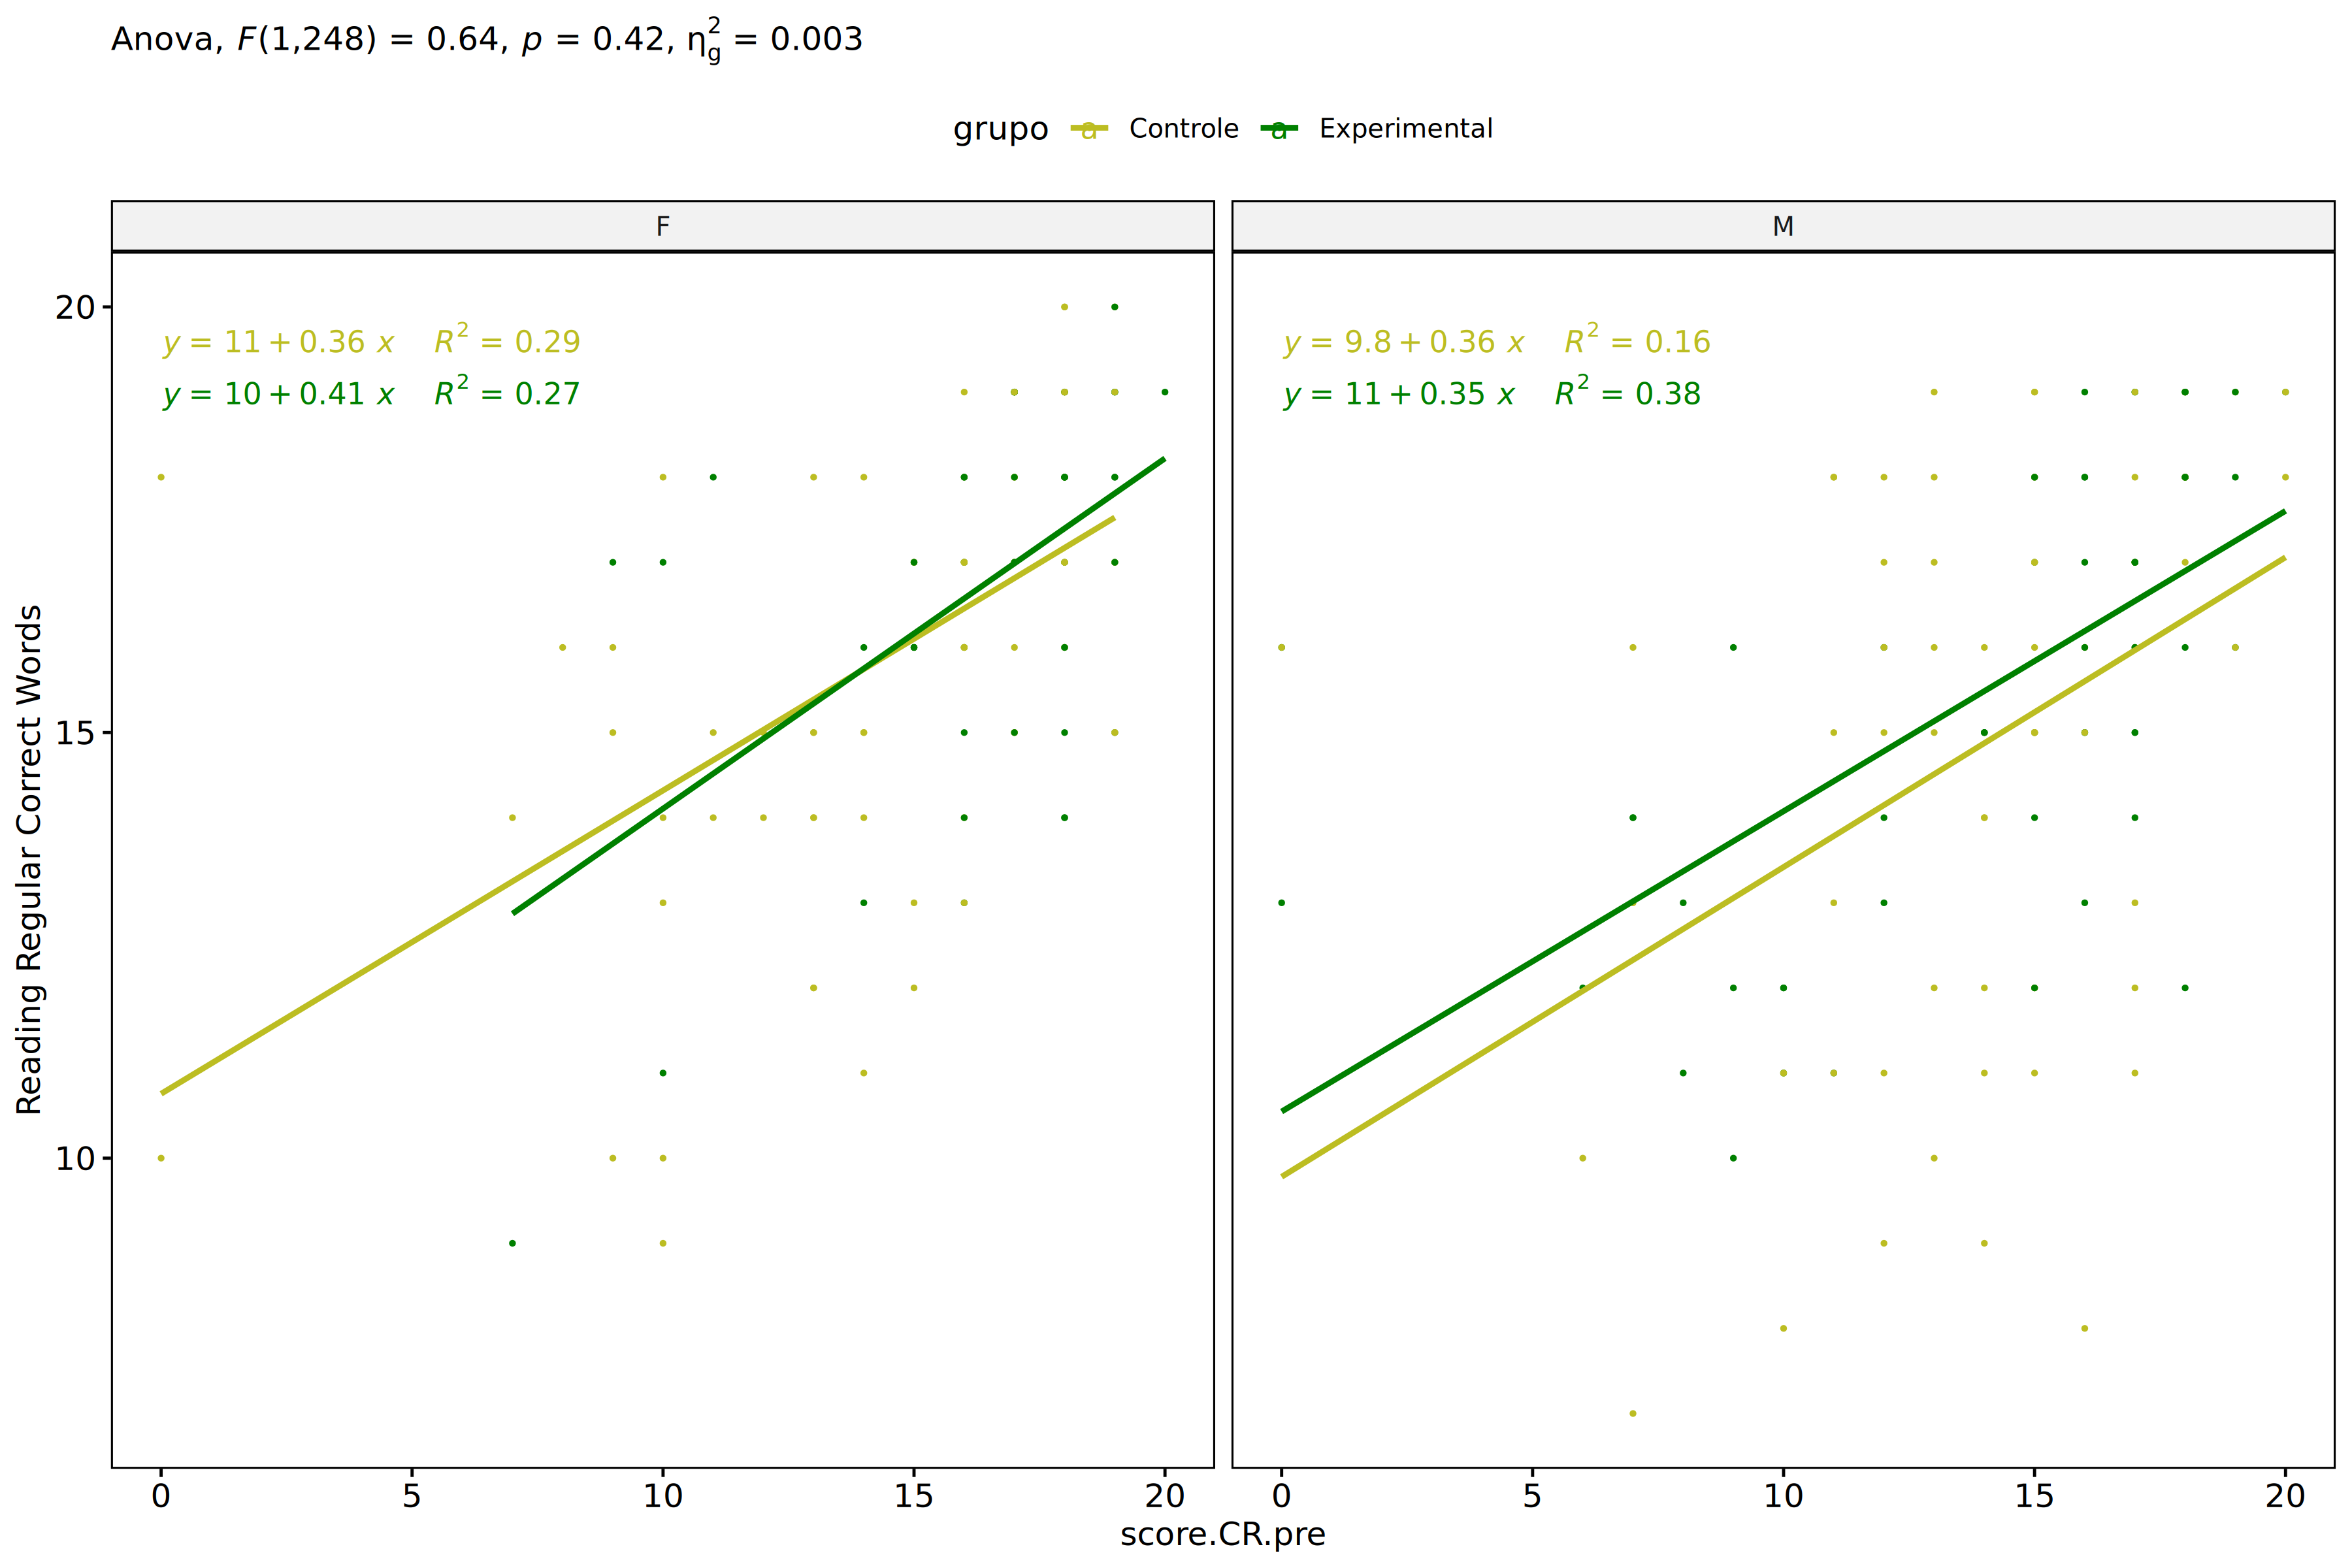 Anova, F(1,248) = 0.64, p = 0.42, η²g = 0.003
grupo a Controle a Experimental
F
M
y = 11 + 0.36 x R² = 0.29
y = 10 + 0.41 x R² = 0.27
y = 9.8 + 0.36 x R² = 0.16
y = 11 + 0.35 x R² = 0.38
Reading Regular Correct Words
20
15
10
0 5 10 15 20
0 5 10 15 20
score.CR.pre